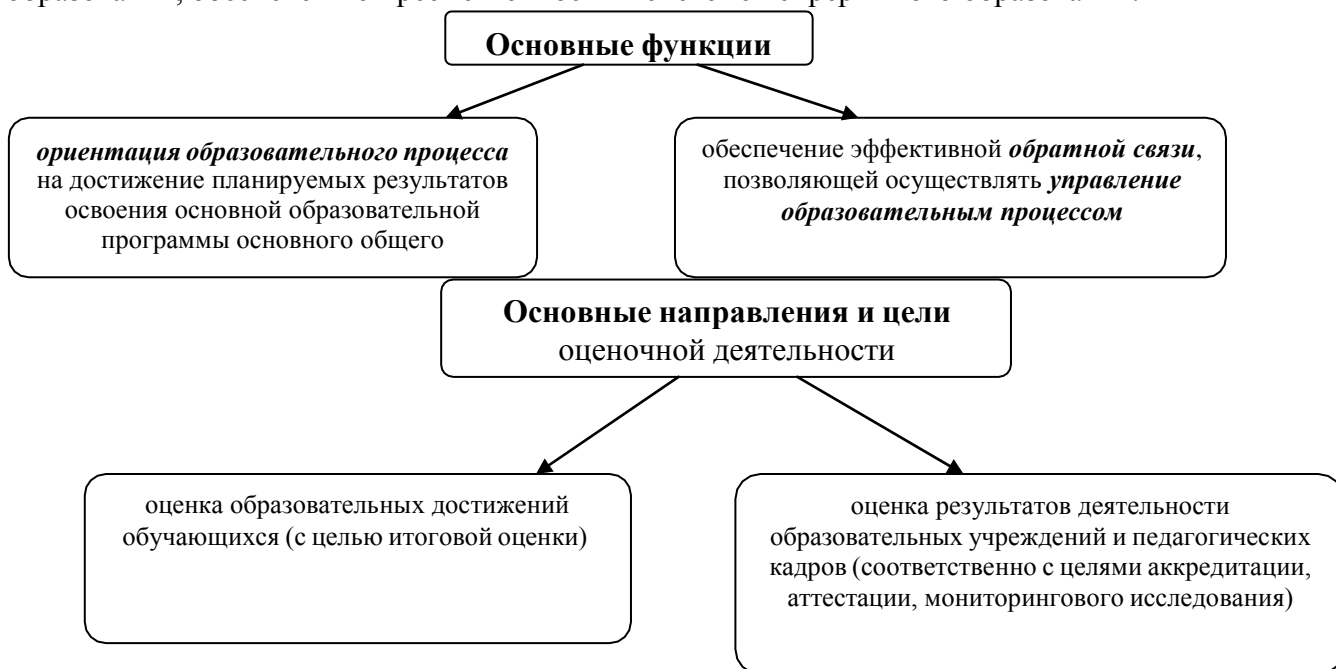 Основные функции
ориентация образовательного процесса
на достижение планируемых результатов
освоения основной образовательной
программы основного общего
обеспечение эффективной обратной связи,
позволяющей осуществлять управление
образовательным процессом
Основные направления и цели
оценочной деятельности
оценка образовательных достижений
обучающихся (с целью итоговой оценки)
оценка результатов деятельности
образовательных учреждений и педагогических
кадров (соответственно с целями аккредитации,
аттестации, мониторингового исследования)